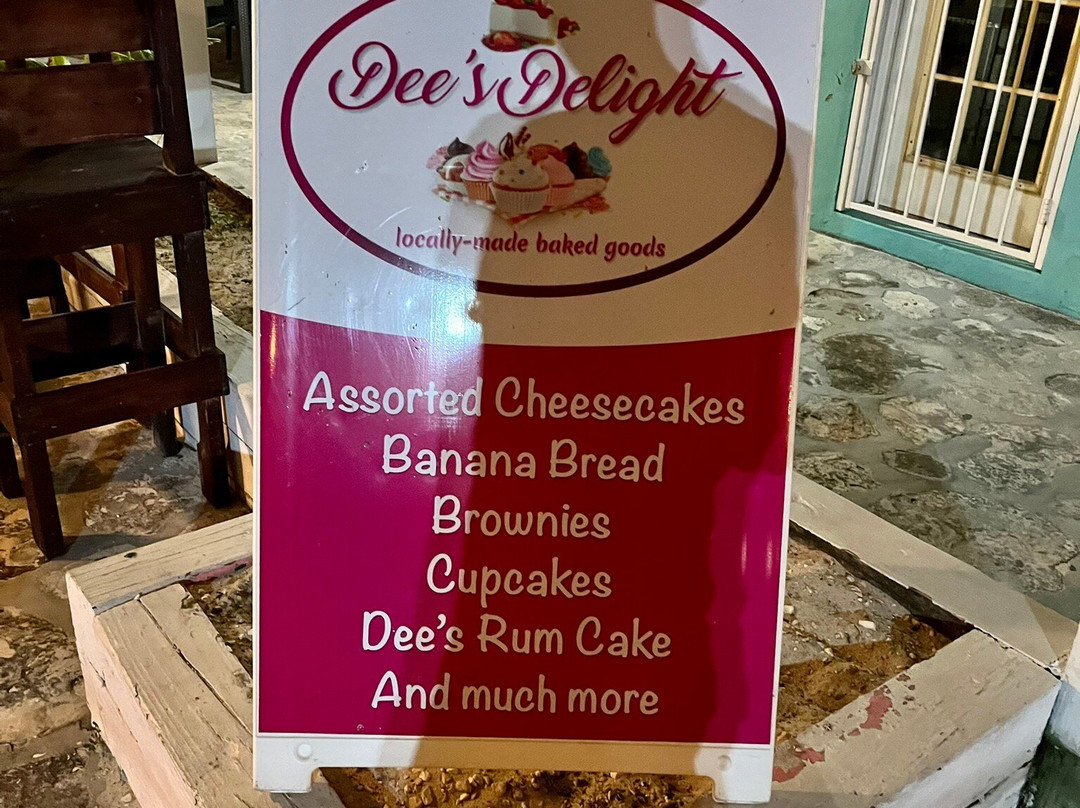 Dee's Delight
locally-made baked goods
Assorted Cheesecakes
Banana Bread
Brownies
Cupcakes
Dee's Rum Cake
And much more